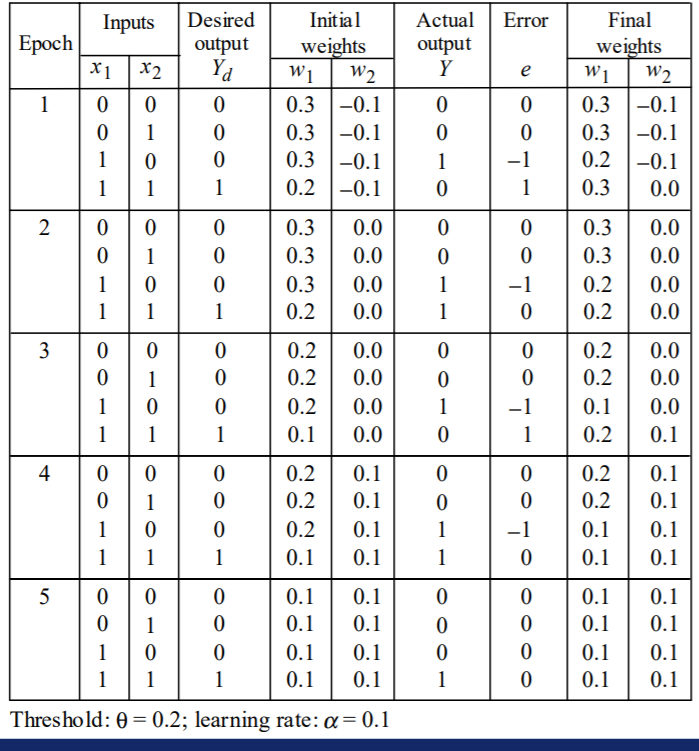 Epoch Inputs Desired output Initial weights Actual output Error Final weights
x1 x2 Yd w1 w2 Y e w1 w2
1 0 0 0 0.3 –0.1 0 0 0.3 –0.1
0 1 0 0.3 –0.1 0 0 0.3 –0.1
1 0 0 0.3 –0.1 1 –1 0.2 –0.1
1 1 1 0.2 –0.1 0 1 0.3 0.0
2 0 0 0 0.3 0.0 0 0 0.3 0.0
0 1 0 0.3 0.0 0 0 0.3 0.0
1 0 0 0.3 0.0 1 –1 0.2 0.0
1 1 1 0.2 0.0 1 0 0.2 0.0
3 0 0 0 0.2 0.0 0 0 0.2 0.0
0 1 0 0.2 0.0 0 0 0.2 0.0
1 0 0 0.2 0.0 1 –1 0.1 0.0
1 1 1 0.1 0.0 0 1 0.2 0.1
4 0 0 0 0.2 0.1 0 0 0.2 0.1
0 1 0 0.2 0.1 0 0 0.2 0.1
1 0 0 0.2 0.1 1 –1 0.1 0.1
1 1 1 0.1 0.1 1 0 0.1 0.1
5 0 0 0 0.1 0.1 0 0 0.1 0.1
0 1 0 0.1 0.1 0 0 0.1 0.1
1 0 0 0.1 0.1 0 0 0.1 0.1
1 1 1 0.1 0.1 1 0 0.1 0.1
Threshold: θ = 0.2; learning rate: α = 0.1